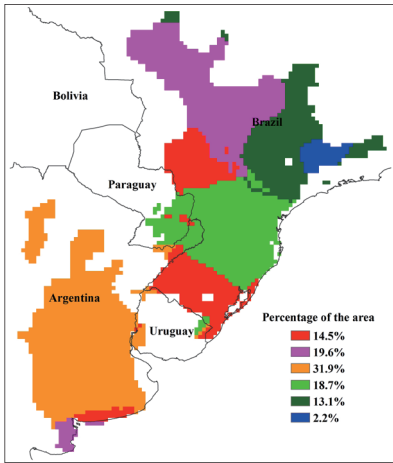 Bolivia
Brazil
Paraguay
Argentina
Uruguay
Percentage of the area
14.5%
19.6%
31.9%
18.7%
13.1%
2.2%